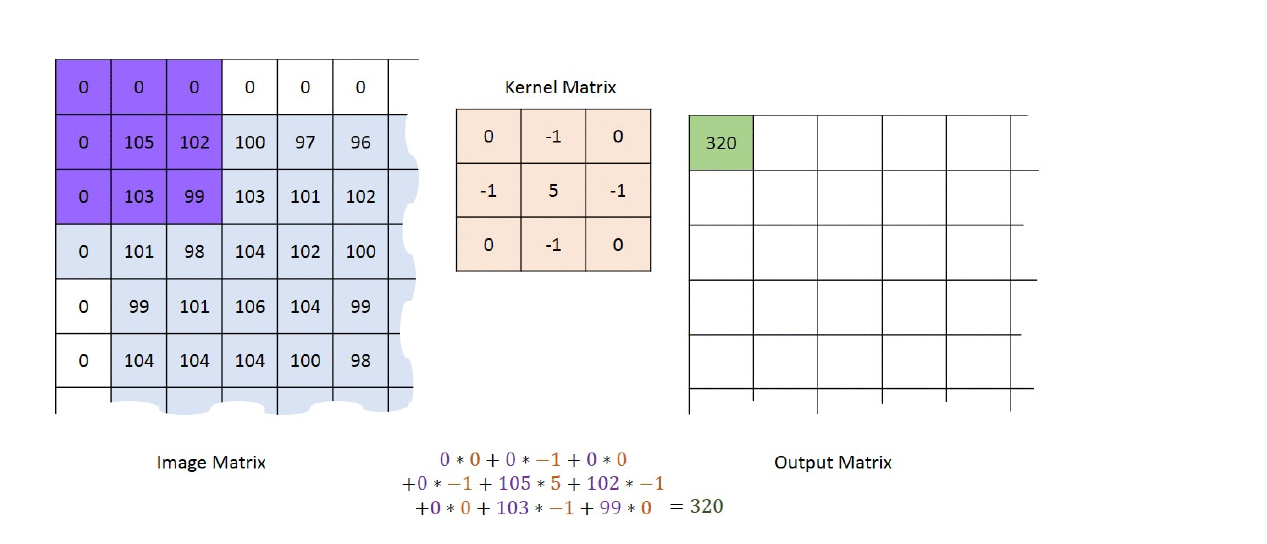 0 0 0 0 0 0
0 105 102 100 97 96
0 103 99 103 101 102
0 101 98 104 102 100
0 99 101 106 104 99
0 104 104 104 100 98
Image Matrix
Kernel Matrix
0 -1 0
-1 5 -1
0 -1 0
0 ∗ 0 + 0 ∗ −1 + 0 ∗ 0
+0 ∗ −1 + 105 ∗ 5 + 102 ∗ −1
+0 ∗ 0 + 103 ∗ −1 + 99 ∗ 0 = 320
320
Output Matrix